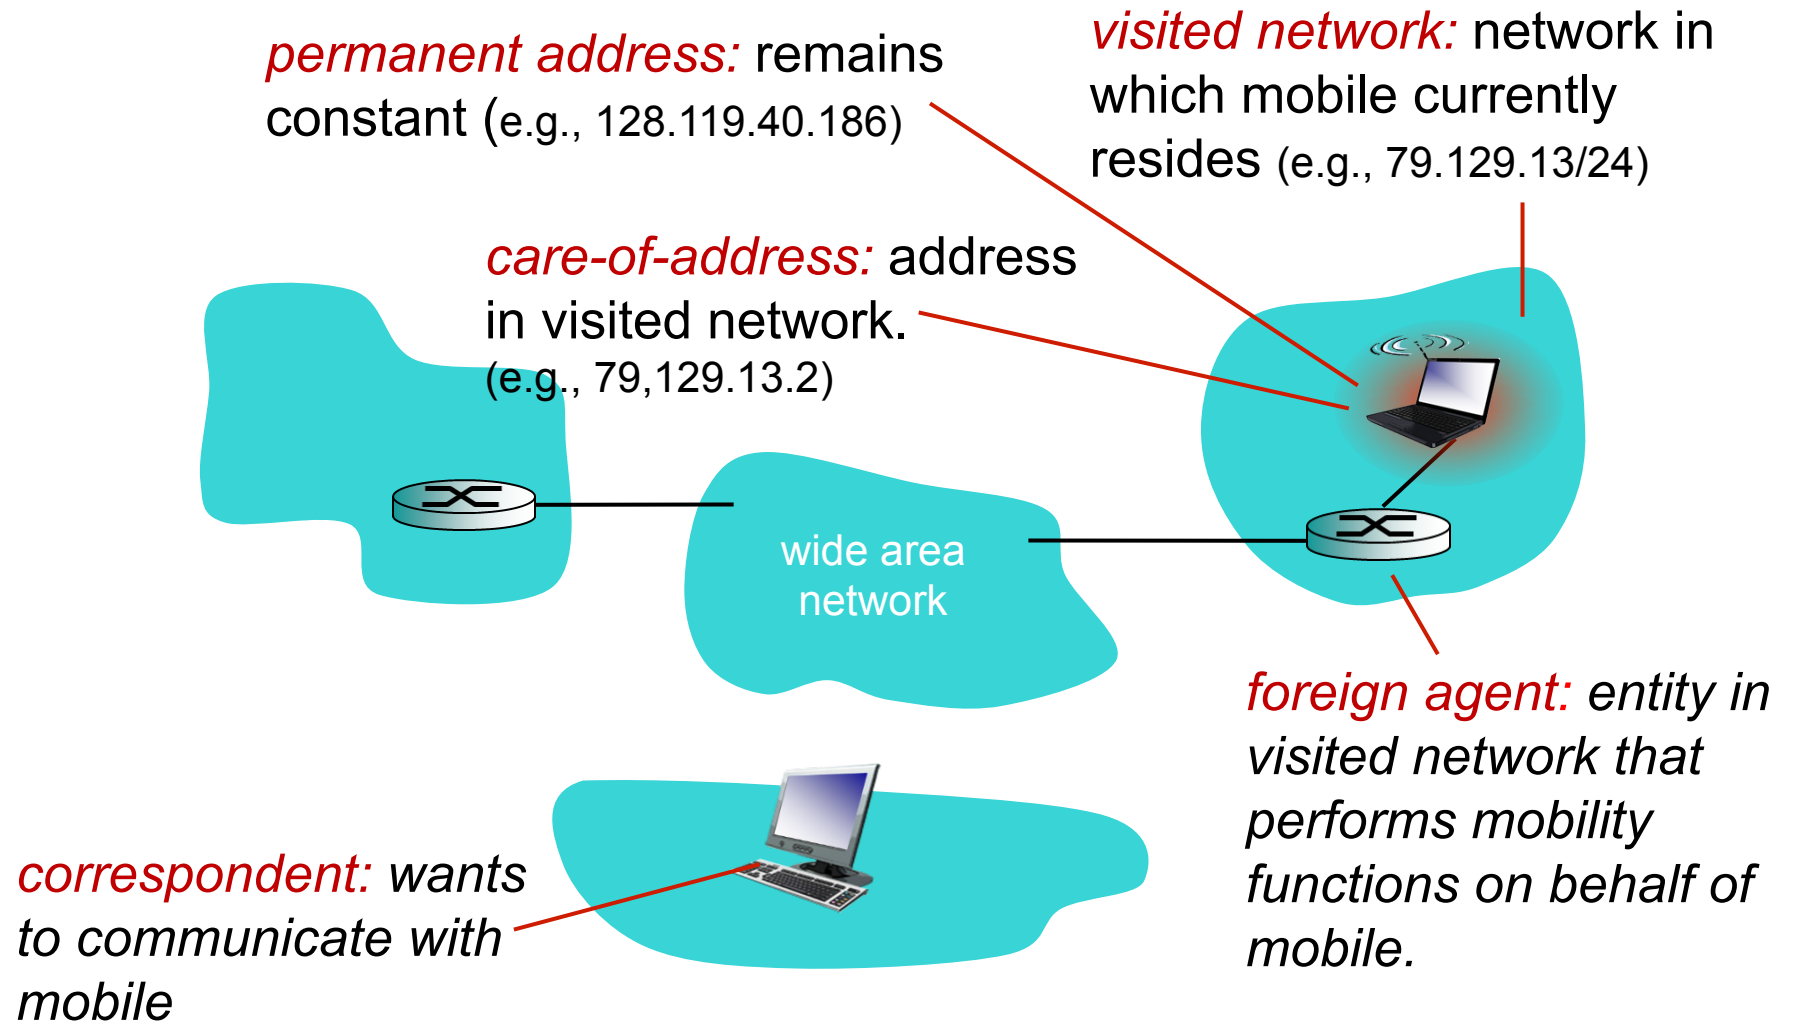 permanent address: remains
constant (e.g., 128.119.40.186)
visited network: network in
which mobile currently
resides (e.g., 79.129.13/24)
care-of-address: address
in visited network.
(e.g., 79,129.13.2)
wide area
network
foreign agent: entity in
visited network that
performs mobility
functions on behalf of
mobile.
correspondent: wants
to communicate with
mobile